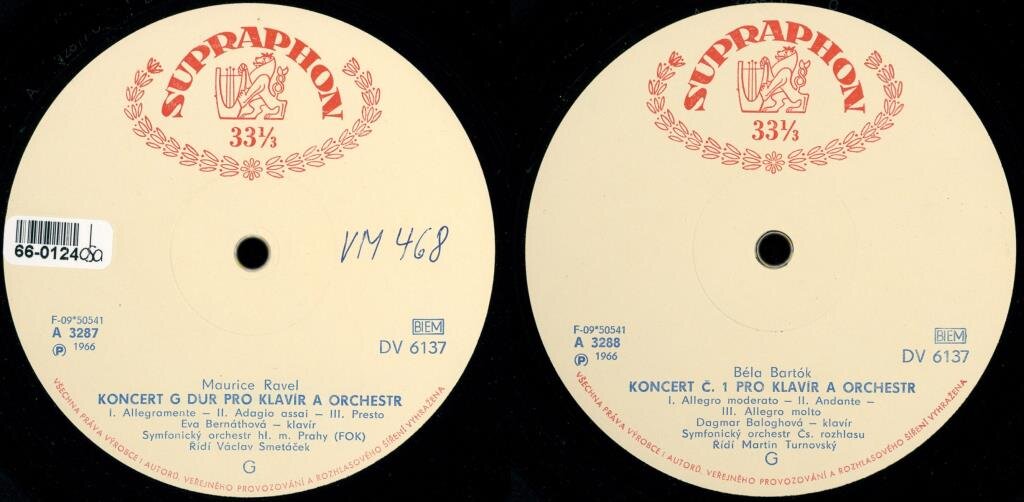 SUPRAPHON
33⅓
66-0124
VM 468
F-09*50541
A 3287
Ⓟ 1966
BIEM
DV 6137
Maurice Ravel
KONCERT G DUR PRO KLAVÍR A ORCHESTR
I. Allegramente – II. Adagio assai – III. Presto
Eva Bernáthová – klavír
Symfonický orchestr hl. m. Prahy (FOK)
Řídí Václav Smetáček
G
VŠECHNA PRÁVA VÝROBCE I AUTORŮ, VEŘEJNÉHO PROVOZOVÁNÍ A ROZHLASOVÉHO ŠÍŘENÍ VYHRAŽENA
SUPRAPHON
33⅓
F-09*50541
A 3288
Ⓟ 1966
BIEM
DV 6137
Béla Bartók
KONCERT Č. 1 PRO KLAVÍR A ORCHESTR
I. Allegro moderato – II. Andante –
III. Allegro molto
Dagmar Baloghová – klavír
Symfonický orchestr Čs. rozhlasu
Řídí Martin Turnovský
G
VŠECHNA PRÁVA VÝROBCE I AUTORŮ, VEŘEJNÉHO PROVOZOVÁNÍ A ROZHLASOVÉHO ŠÍŘENÍ VYHRAŽENA